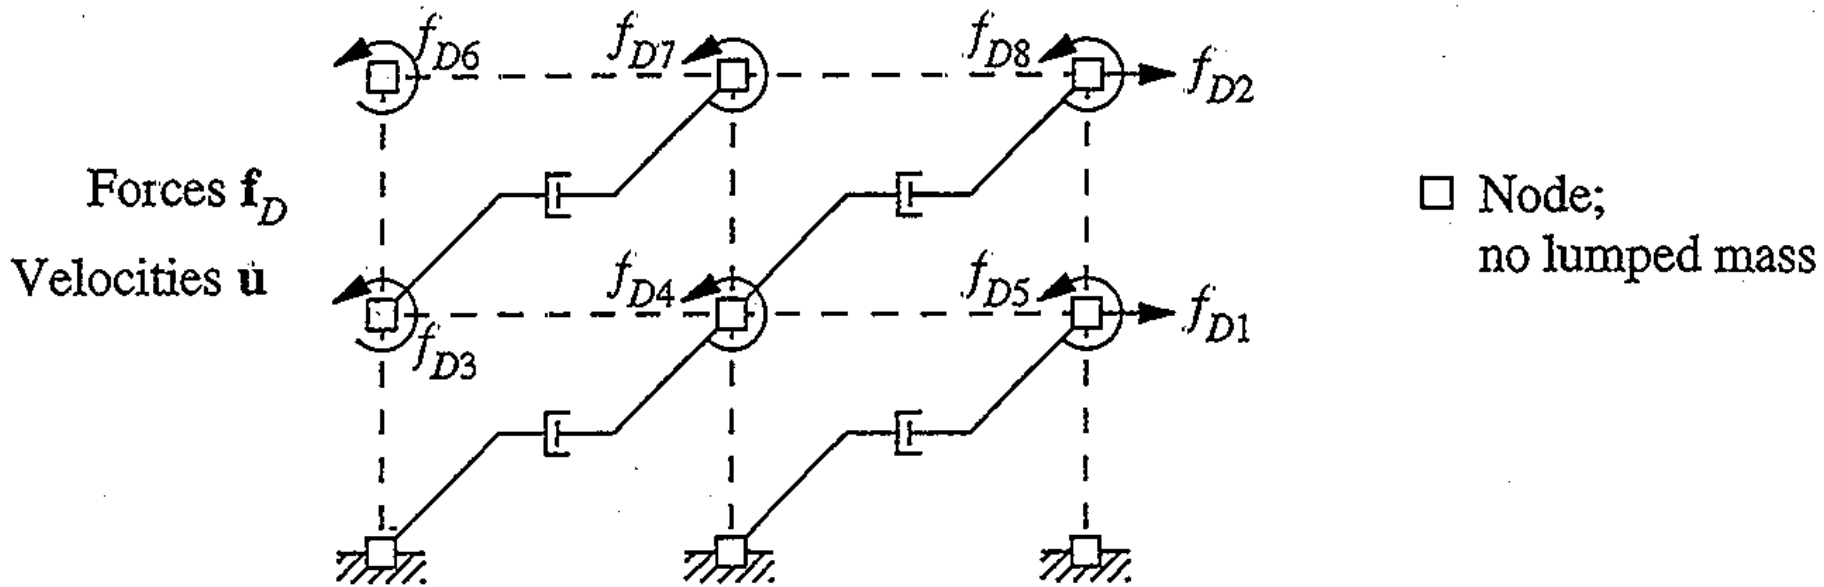 f_D6 f_D7 f_D8 f_D2
Forces f_D
Node;
no lumped mass
Velocities u̇
f_D4 f_D5 f_D1
f_D3